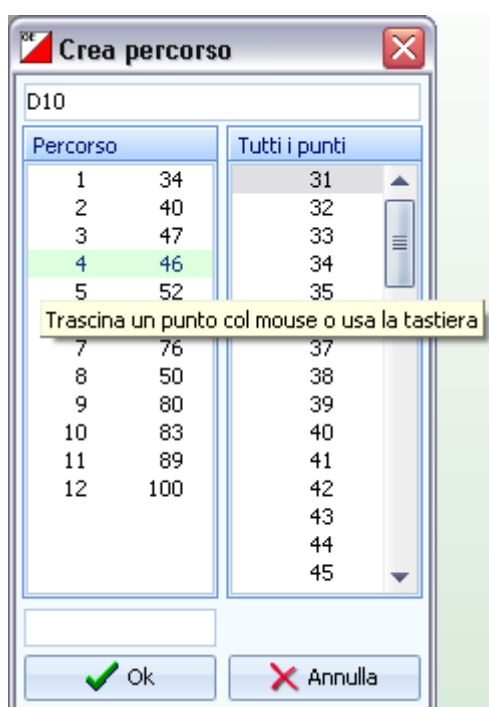 OE Crea percorso
D10
Percorso Tutti i punti
1 34 31
2 40 32
3 47 33
4 46 34
5 52 35
Trascina un punto col mouse o usa la tastiera
7 76 37
8 50 38
9 80 39
10 83 40
11 89 41
12 100 42
43
44
45
Ok Annulla